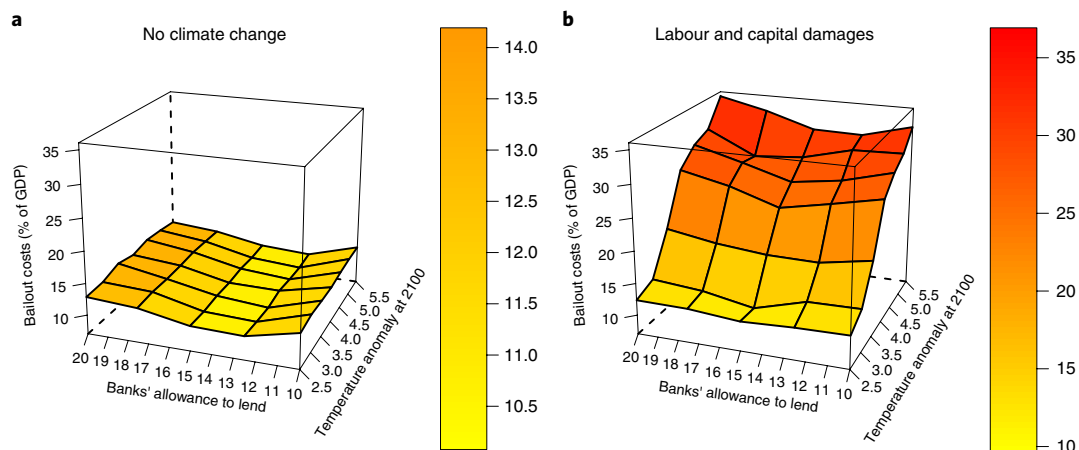 a
No climate change
35
30
25
20
15
10
Bailout costs (% of GDP)
20 19 18 17 16 15 14 13 12 11 10
Banks' allowance to lend
2.5 3.0 3.5 4.0 4.5 5.0 5.5
Temperature anomaly at 2100
14.0
13.5
13.0
12.5
12.0
11.5
11.0
10.5
b
Labour and capital damages
35
30
25
20
15
10
Bailout costs (% of GDP)
20 19 18 17 16 15 14 13 12 11 10
Banks' allowance to lend
2.5 3.0 3.5 4.0 4.5 5.0 5.5
Temperature anomaly at 2100
35
30
25
20
15
10